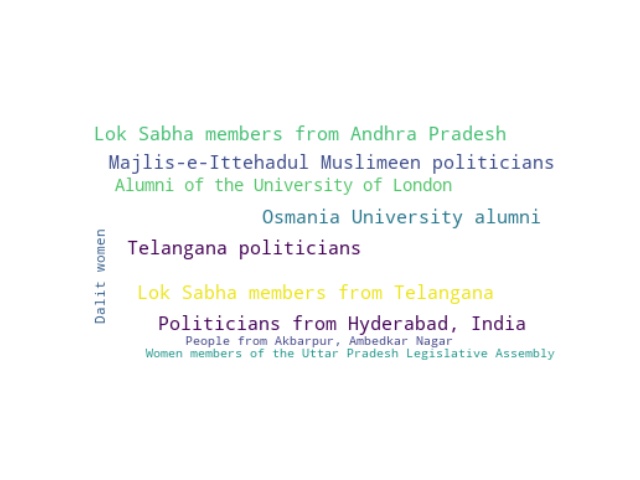 Lok Sabha members from Andhra Pradesh
Majlis-e-Ittehadul Muslimeen politicians
Alumni of the University of London
Osmania University alumni
Dalit women
Telangana politicians
Lok Sabha members from Telangana
Politicians from Hyderabad, India
People from Akbarpur, Ambedkar Nagar
Women members of the Uttar Pradesh Legislative Assembly